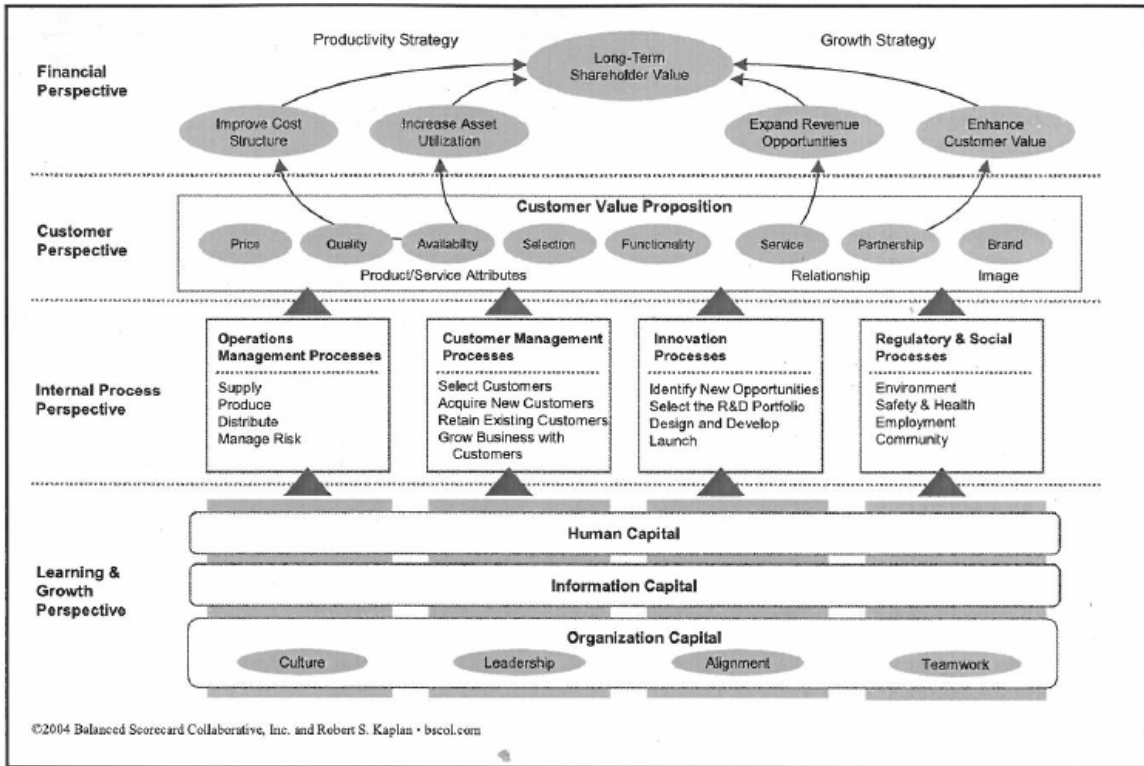 Productivity Strategy
Growth Strategy
Financial
Perspective
Long-Term
Shareholder Value
Improve Cost
Structure
Increase Asset
Utilization
Expand Revenue
Opportunities
Enhance
Customer Value
Customer
Perspective
Customer Value Proposition
Price
Quality
Availability
Selection
Functionality
Service
Partnership
Brand
Product/Service Attributes
Relationship
Image
Internal Process
Perspective
Operations
Management Processes
Supply
Produce
Distribute
Manage Risk
Customer Management
Processes
Select Customers
Acquire New Customers
Retain Existing Customers
Grow Business with
Customers
Innovation
Processes
Identify New Opportunities
Select the R&D Portfolio
Design and Develop
Launch
Regulatory & Social
Processes
Environment
Safety & Health
Employment
Community
Learning &
Growth
Perspective
Human Capital
Information Capital
Organization Capital
Culture
Leadership
Alignment
Teamwork
©2004 Balanced Scorecard Collaborative, Inc. and Robert S. Kaplan • bscol.com